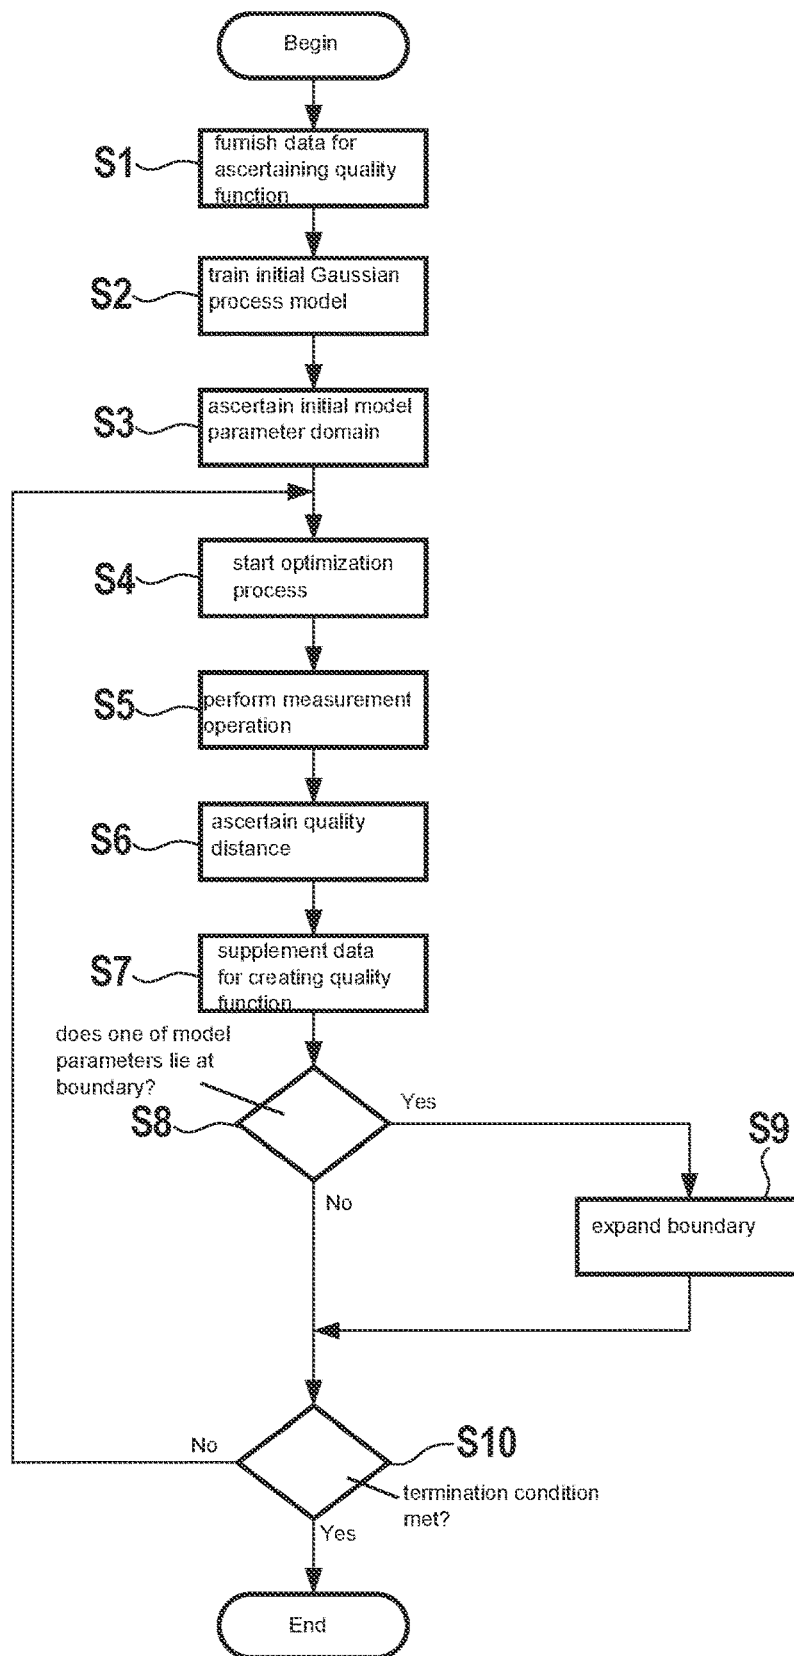 Begin
S1
furnish data for
ascertaining quality
function
S2
train initial Gaussian
process model
S3
ascertain initial model
parameter domain
S4
start optimization
process
S5
perform measurement
operation
S6
ascertain quality
distance
S7
supplement data
for creating quality
function
does one of model
parameters lie at
boundary?
S8
Yes
No
S9
expand boundary
No
S10
termination condition
met?
Yes
End